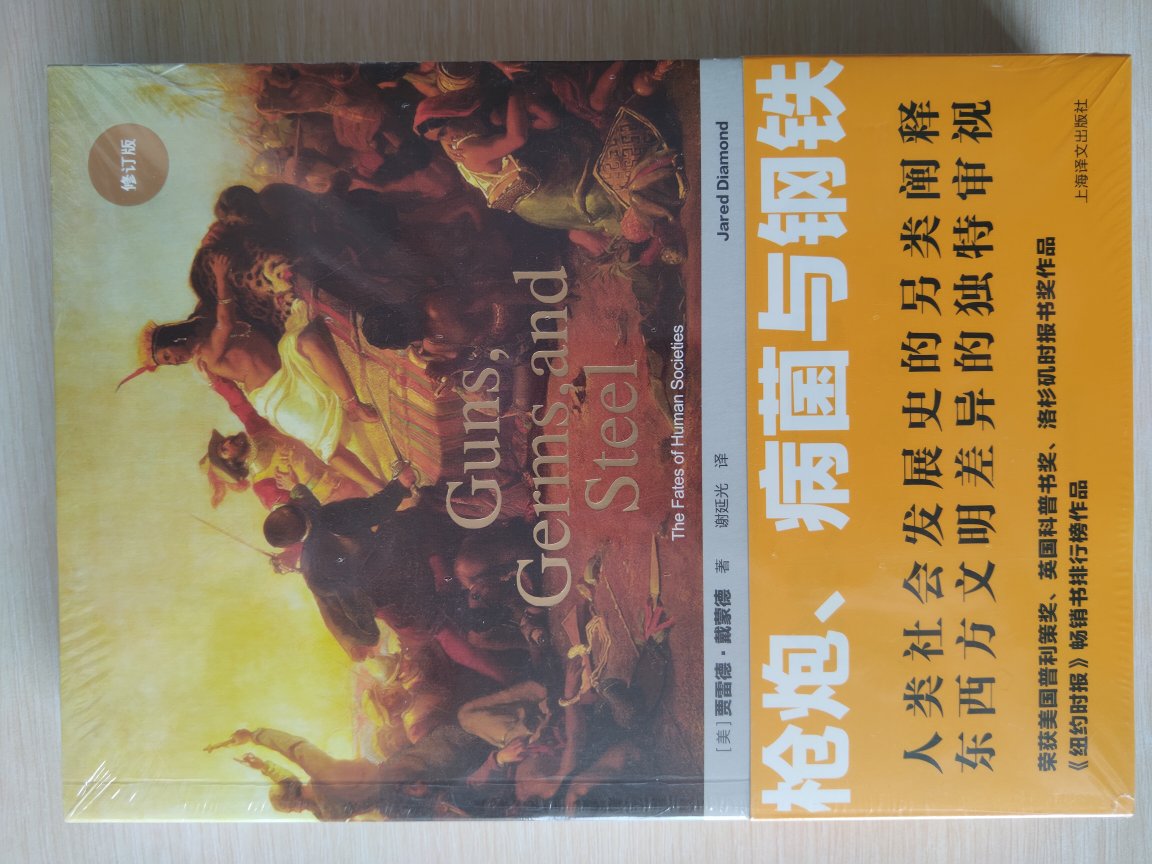 修订版
Guns,
Germs, and
Steel
The Fates of Human Societies
Jared Diamond
[美]贾雷德·戴蒙德 著 谢延光 译
枪炮、病菌与钢铁
人类社会发展史的另类阐释
东西方文明差异的独特审视
荣获美国普利策奖、英国科普书奖、洛杉矶时报书奖作品
《纽约时报》畅销书排行榜作品
上海译文出版社